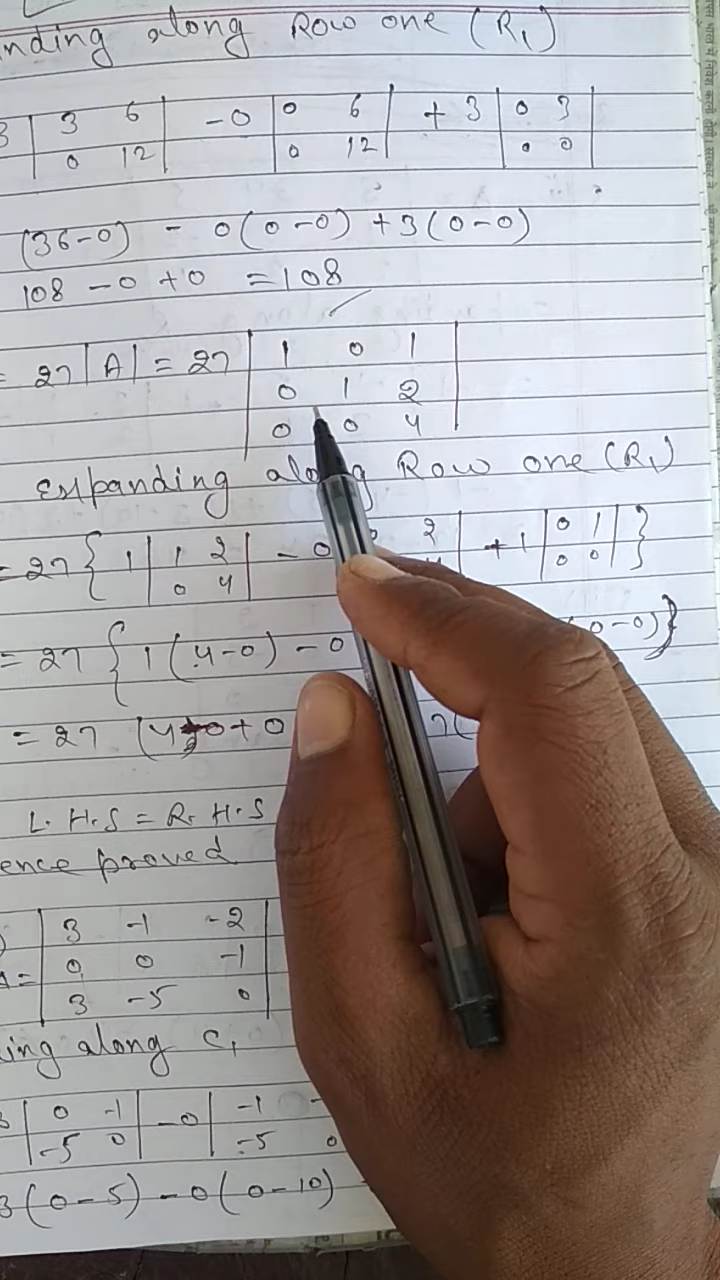 nding along Row one (R₁)
3 | 3 6 | - 0 | 0 6 | + 3 | 0 3 |
| 0 12 | | 0 12 | | 0 0 |
(36-0) - 0(0-0) + 3(0-0)
108 - 0 + 0 = 108
= 27 |A| = 27 | 1 0 1 |
| 0 1 2 |
| 0 0 4 |
Expanding along Row one (R₁)
= 27 { 1 | 1 2 | - 0 2 | + 1 | 0 1 | }
| 0 4 | | | 0 0 |
= 27 { 1(4-0) - 0 (0-0) }
= 27 (4 0 + 0
L.H.S = R.H.S
ence proved
| 3 -1 -2 |
A = | 0 0 -1 |
| 3 -5 0 |
ing along C₁
3 | 0 -1 | - 0 | -1 -
| -5 0 | | -5 0
3(0-5) - 0(0-10)